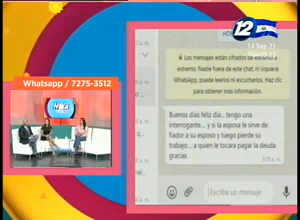 12
14 Sep 21
Whatsapp / 7275-3512
HOLA
Los mensajes están cifrados de extremo a
extremo. Nadie fuera de este chat, ni siquiera
WhatsApp, puede leerlos ni escucharlos. Haz clic
para obtener más información.
Buenos dias feliz dia... tengo una
interrogante... y si la esposa le sirve de
fiador a su esposo y luego pierde su
trabajo... a quien le tocara pagar la deuda
gracias
Escribe un mensaje